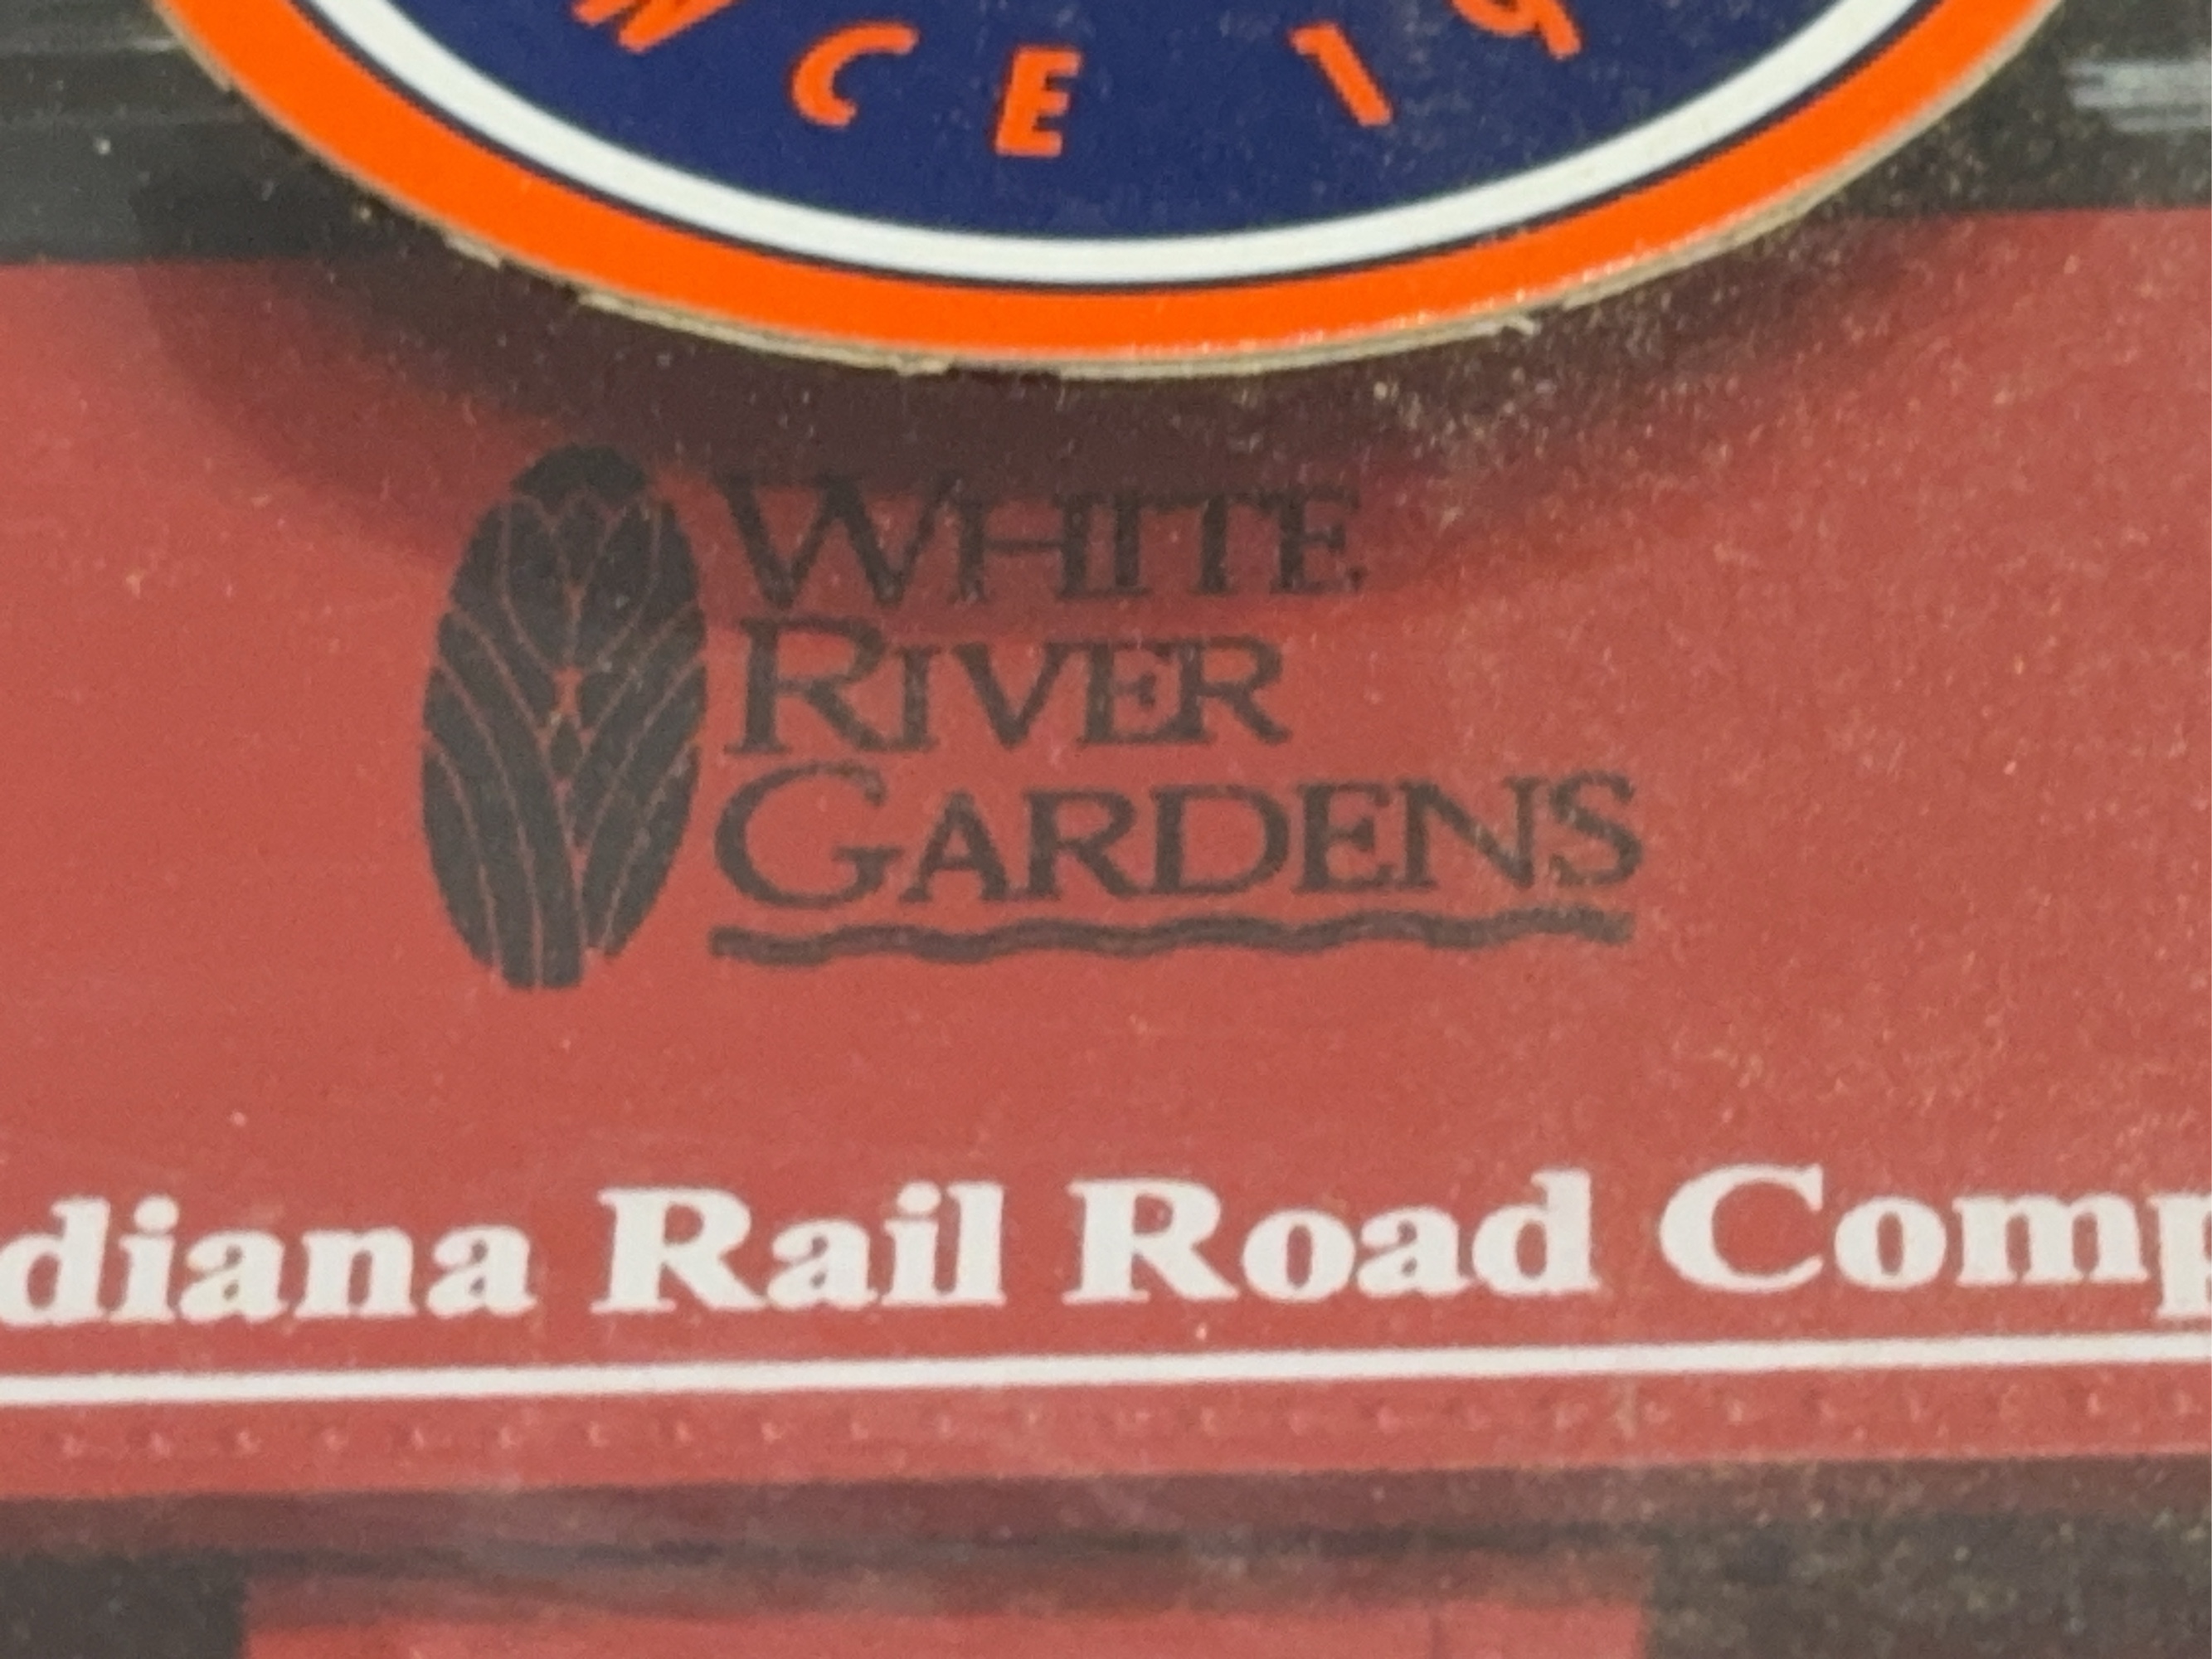 NCE 19
WHITE
RIVER
GARDENS
diana Rail Road Comp